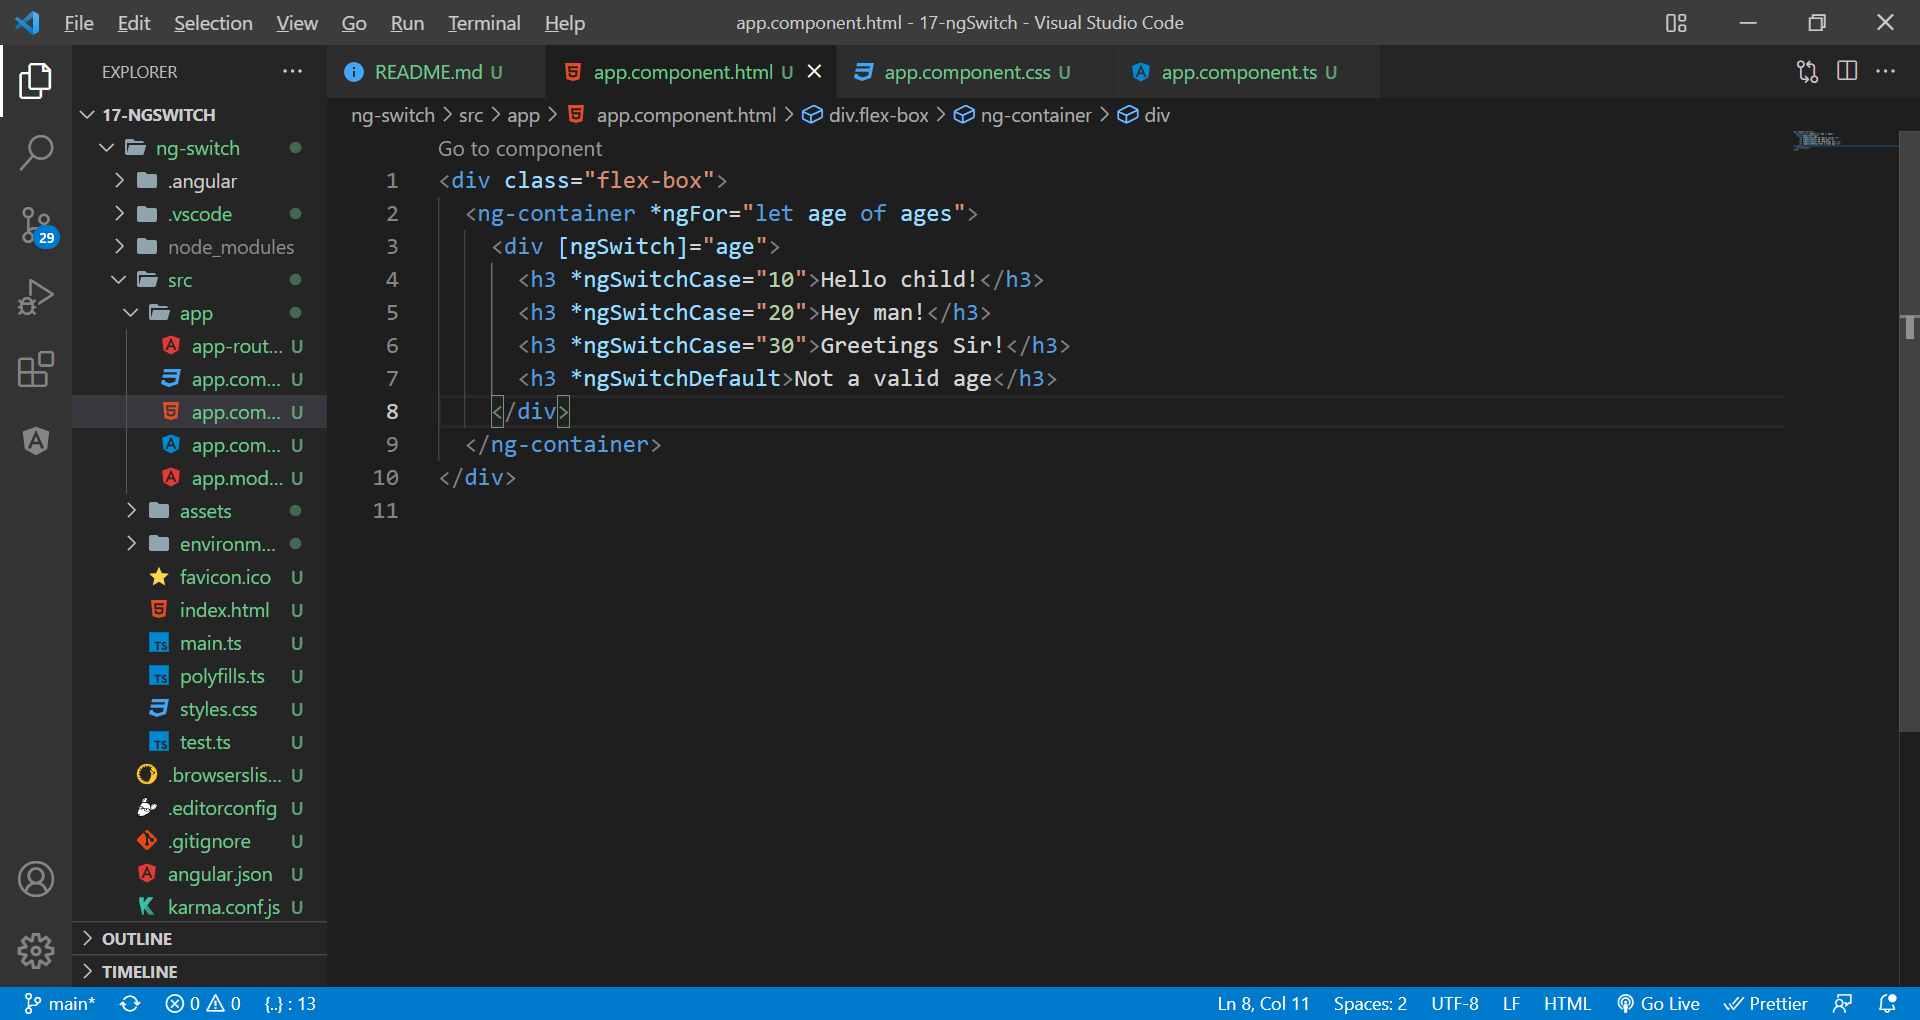 File Edit Selection View Go Run Terminal Help
app.component.html - 17-ngSwitch - Visual Studio Code
EXPLORER
README.md U
app.component.html U
app.component.css U
app.component.ts U
ng-switch > src > app > app.component.html > div.flex-box > ng-container > div
17-NGSWITCH
ng-switch
.angular
.vscode
node_modules
src
app
app-rout... U
app.com... U
app.com... U
app.com... U
app.mod... U
assets
environm...
favicon.ico U
index.html U
main.ts U
polyfills.ts U
styles.css U
test.ts U
.browserslis... U
.editorconfig U
.gitignore U
angular.json U
karma.conf.js U
OUTLINE
TIMELINE
29
Go to component
1 <div class="flex-box">
2 <ng-container *ngFor="let age of ages">
3 <div [ngSwitch]="age">
4 <h3 *ngSwitchCase="10">Hello child!</h3>
5 <h3 *ngSwitchCase="20">Hey man!</h3>
6 <h3 *ngSwitchCase="30">Greetings Sir!</h3>
7 <h3 *ngSwitchDefault>Not a valid age</h3>
8 </div>
9 </ng-container>
10 </div>
11
main* 0 0 {..} : 13
Ln 8, Col 11 Spaces: 2 UTF-8 LF HTML Go Live Prettier